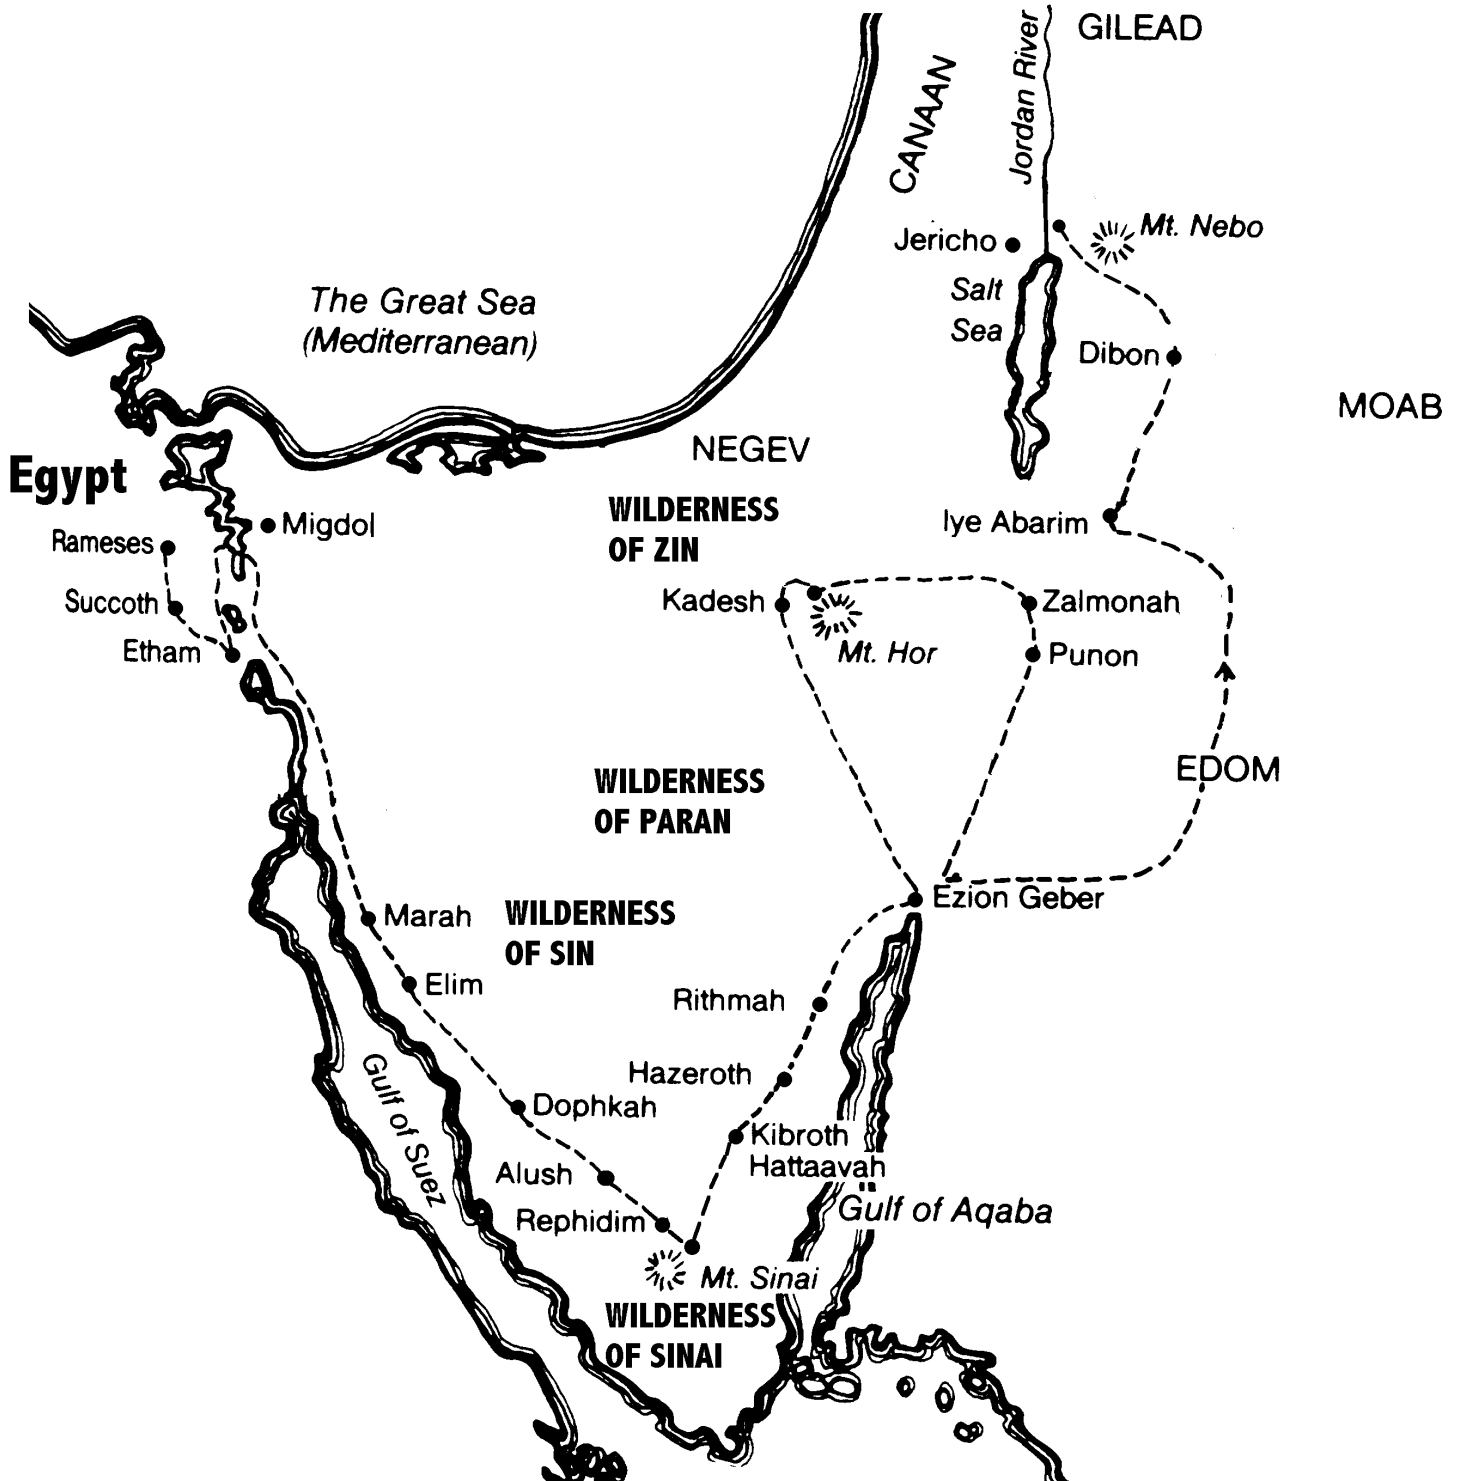 GILEAD
CANAAN
Jordan River
Jericho
Mt. Nebo
Salt
Sea
The Great Sea
(Mediterranean)
Dibon
MOAB
NEGEV
Egypt
WILDERNESS
OF ZIN
Migdol
Iye Abarim
Rameses
Succoth
Kadesh
Zalmonah
Etham
Mt. Hor
Punon
WILDERNESS
OF PARAN
EDOM
Ezion Geber
Marah
WILDERNESS
OF SIN
Elim
Rithmah
Gulf of Suez
Hazeroth
Dophkah
Kibroth
Hattaavah
Alush
Gulf of Aqaba
Rephidim
Mt. Sinai
WILDERNESS
OF SINAI